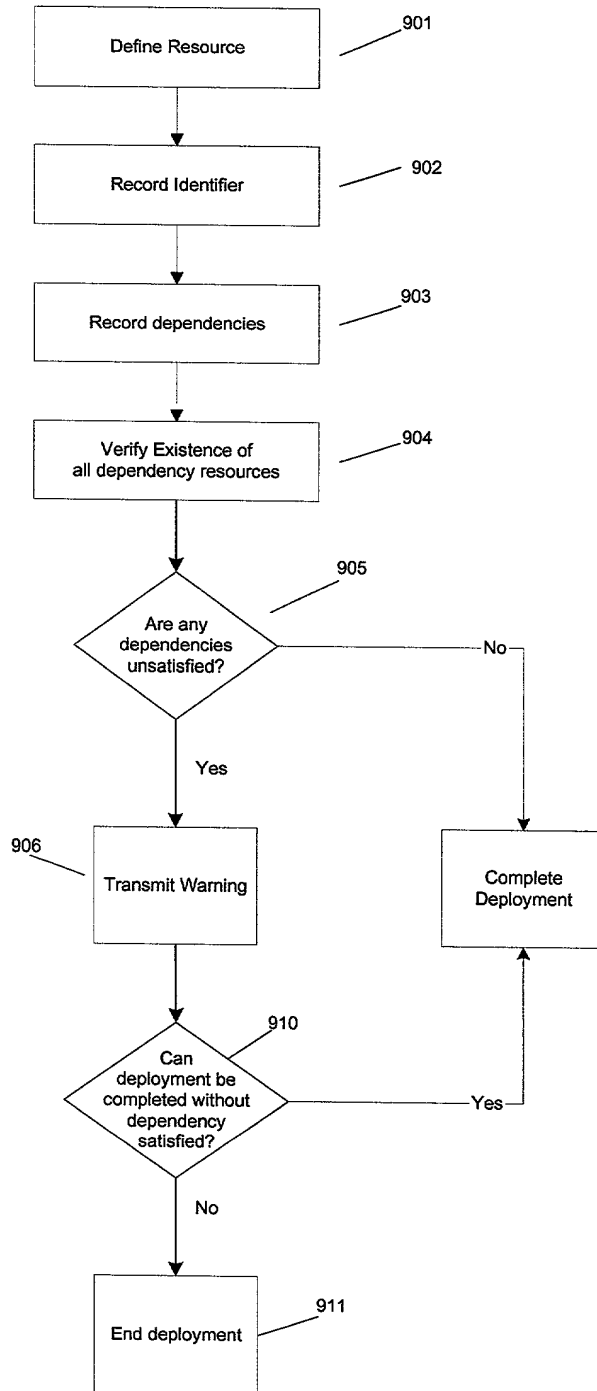 901
Define Resource
902
Record Identifier
903
Record dependencies
904
Verify Existence of
all dependency resources
905
Are any
dependencies
unsatisfied?
No
Yes
906
Transmit Warning
Complete
Deployment
910
Can
deployment be
completed without
dependency
satisfied?
Yes
No
911
End deployment